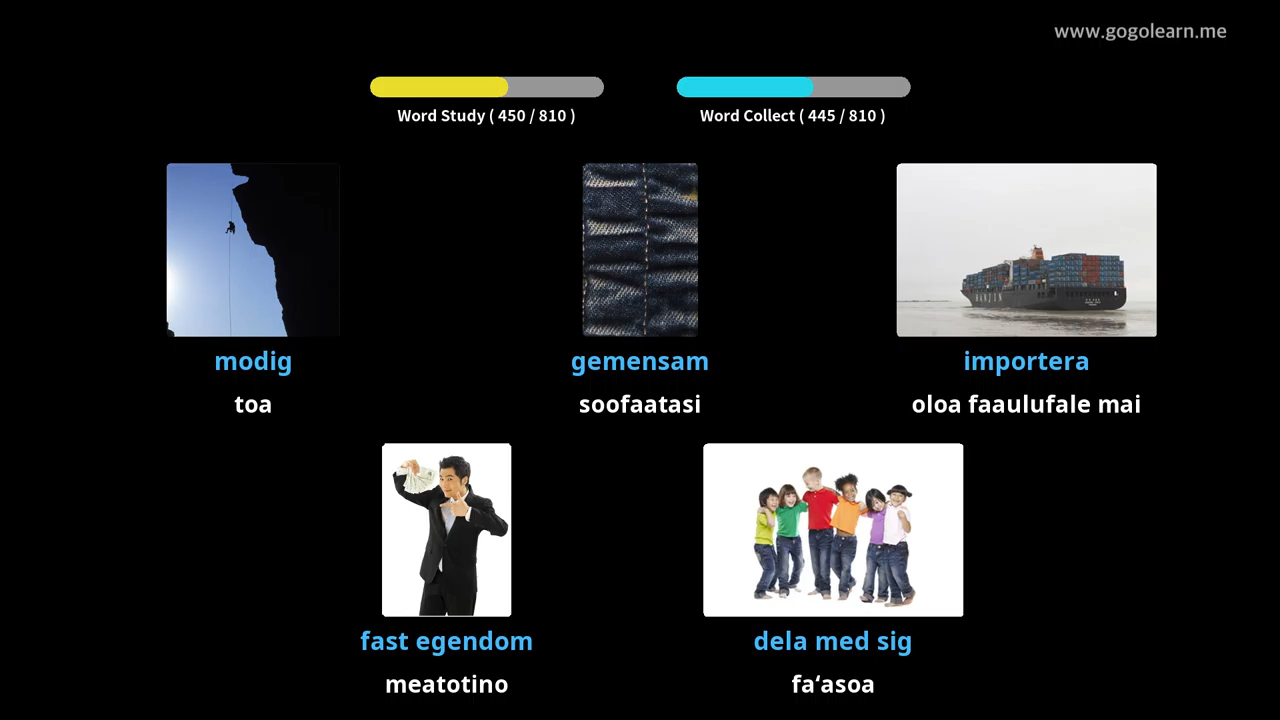 www.gogolearn.me
Word Study ( 450 / 810 )
Word Collect ( 445 / 810 )
modig
toa
gemensam
soofaatasi
importera
oloa faaulufale mai
fast egendom
meatotino
dela med sig
fa‘asoa